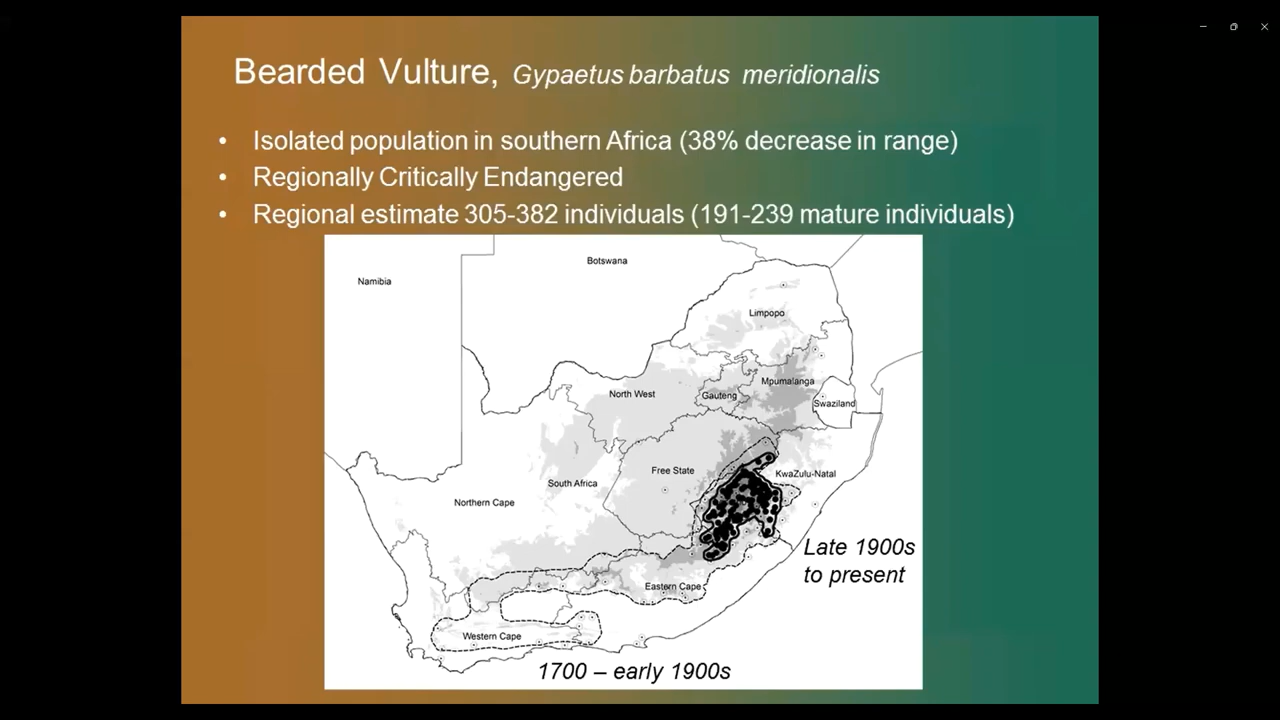 Bearded Vulture, Gypaetus barbatus meridionalis
• Isolated population in southern Africa (38% decrease in range)
• Regionally Critically Endangered
• Regional estimate 305-382 individuals (191-239 mature individuals)
Botswana
Namibia
Limpopo
Mpumalanga
North West
Gauteng
Swaziland
Free State
KwaZulu-Natal
South Africa
Northern Cape
Late 1900s
to present
Eastern Cape
Western Cape
1700 – early 1900s